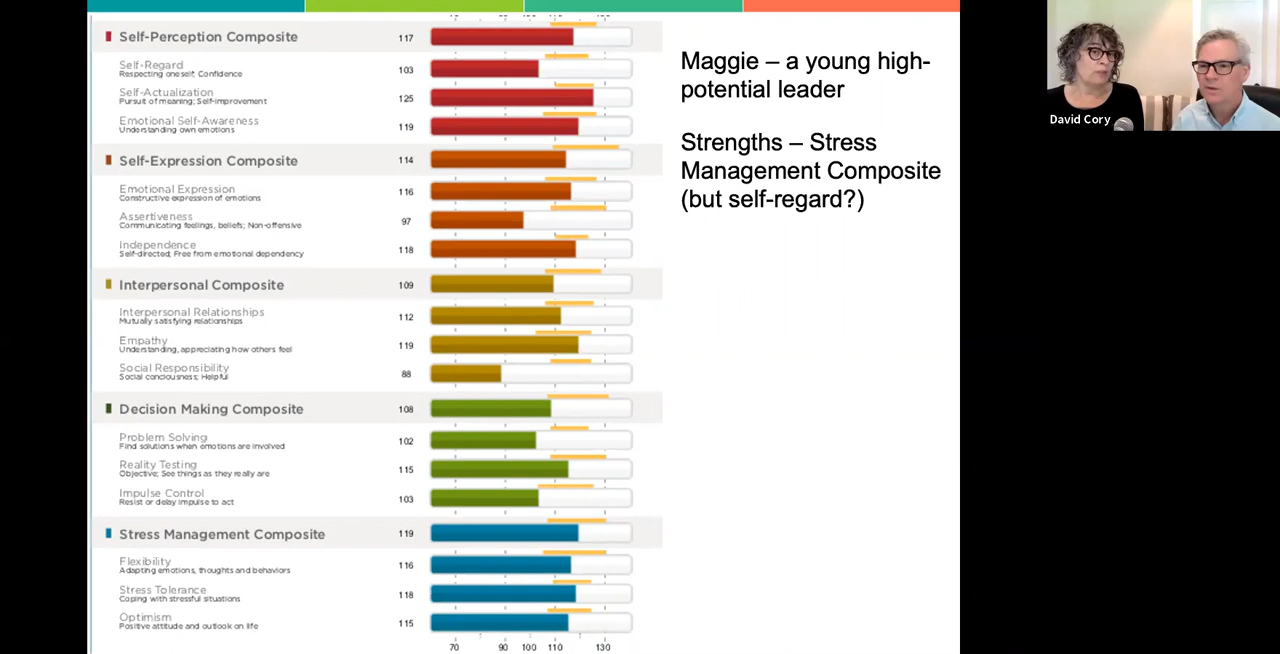 Self-Perception Composite 117
Self-Regard 103
Respecting oneself; Confidence
Self-Actualization 125
Pursuit of meaning; Self-improvement
Emotional Self-Awareness 119
Understanding own emotions
Self-Expression Composite 114
Emotional Expression 116
Constructive expression of emotions
Assertiveness 97
Communicating feelings, beliefs; Non-offensive
Independence 118
Self-directed; Free from emotional dependency
Interpersonal Composite 109
Interpersonal Relationships 112
Mutually satisfying relationships
Empathy 119
Understanding, appreciating how others feel
Social Responsibility 88
Social conciousness; Helpful
Decision Making Composite 108
Problem Solving 102
Find solutions when emotions are involved
Reality Testing 115
Objective; See things as they really are
Impulse Control 103
Resist or delay impulse to act
Stress Management Composite 119
Flexibility 116
Adapting emotions, thoughts and behaviors
Stress Tolerance 118
Coping with stressful situations
Optimism 115
Positive attitude and outlook on life
70 90 100 110 130
Maggie – a young high-
potential leader
Strengths – Stress
Management Composite
(but self-regard?)
David Cory